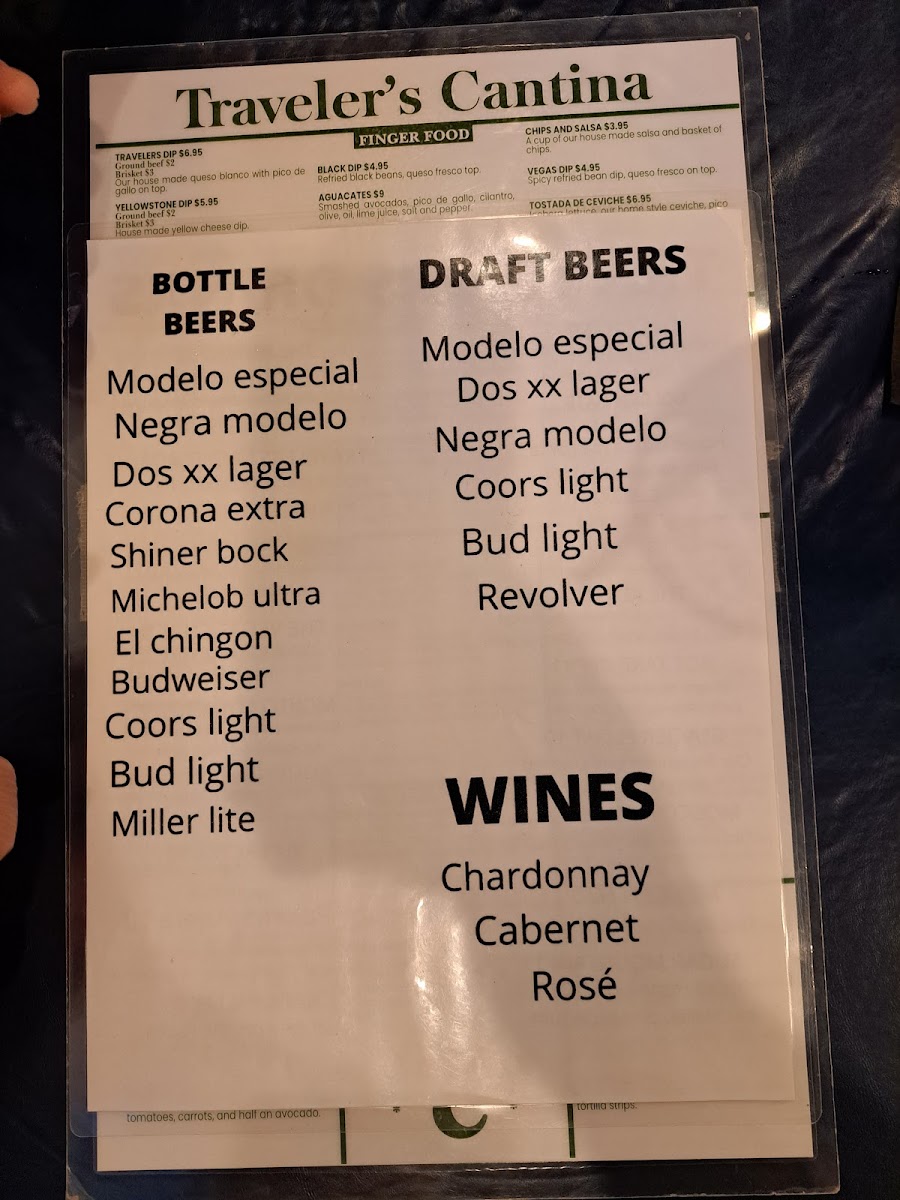 Traveler's Cantina
FINGER FOOD
TRAVELERS DIP $6.95
Ground beef $2
Brisket $3
Our house made queso blanco with pico de
gallo on top.
YELLOWSTONE DIP $5.95
Ground beef $2
Brisket $3
House made yellow cheese dip.
BLACK DIP $4.95
Refried black beans, queso fresco top.
AGUACATES $9
Smashed avocados, pico de gallo, cilantro,
olive, oil, lime juice, salt and pepper.
CHIPS AND SALSA $3.95
A cup of our house made salsa and basket of
chips.
VEGAS DIP $4.95
Spicy refried bean dip, queso fresco on top.
TOSTADA DE CEVICHE $6.95
lettuce, our home style ceviche, pico
BOTTLE
BEERS
Modelo especial
Negra modelo
Dos xx lager
Corona extra
Shiner bock
Michelob ultra
El chingon
Budweiser
Coors light
Bud light
Miller lite
DRAFT BEERS
Modelo especial
Dos xx lager
Negra modelo
Coors light
Bud light
Revolver
WINES
Chardonnay
Cabernet
Rosé
tomatoes, carrots, and half an avocado.
tortilla strips.